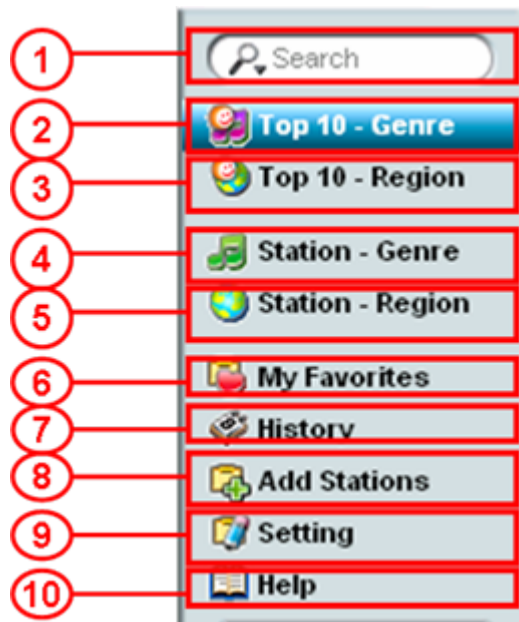 1 Search
2 Top 10 - Genre
3 Top 10 - Region
4 Station - Genre
5 Station - Region
6 My Favorites
7 History
8 Add Stations
9 Setting
10 Help